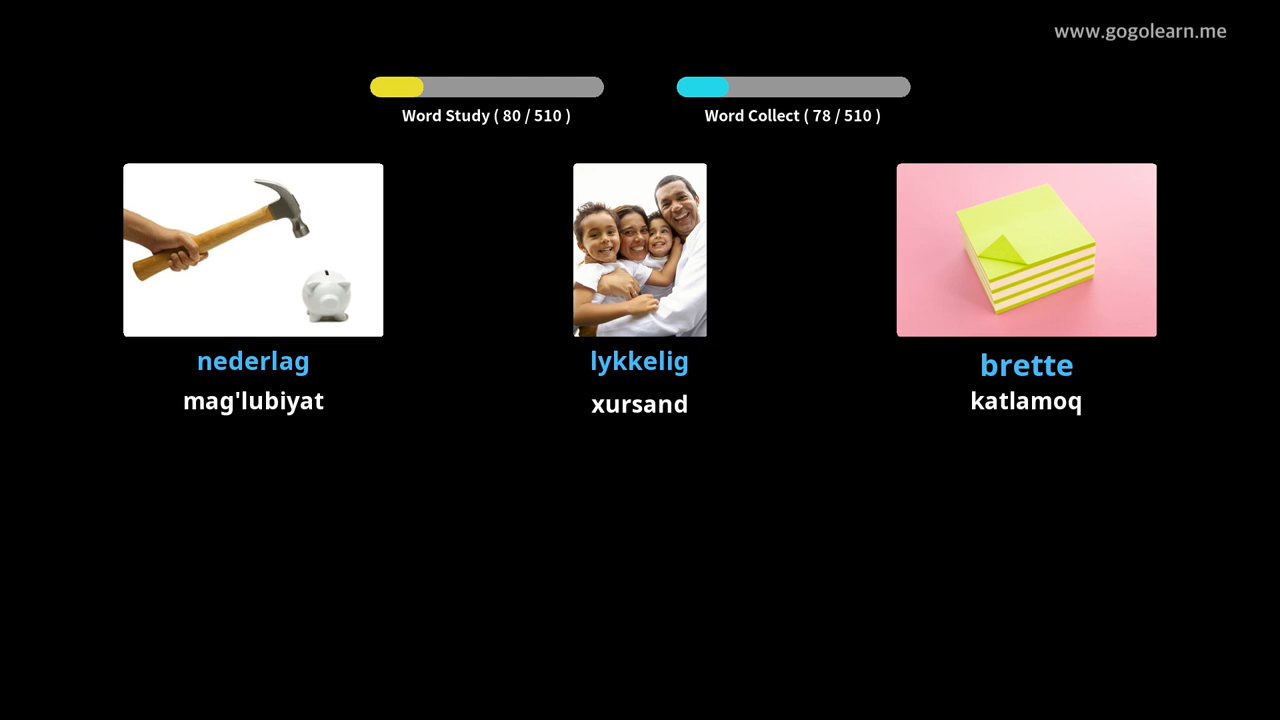 www.gogolearn.me
Word Study ( 80 / 510 )
Word Collect ( 78 / 510 )
nederlag
mag'lubiyat
lykkelig
xursand
brette
katlamoq